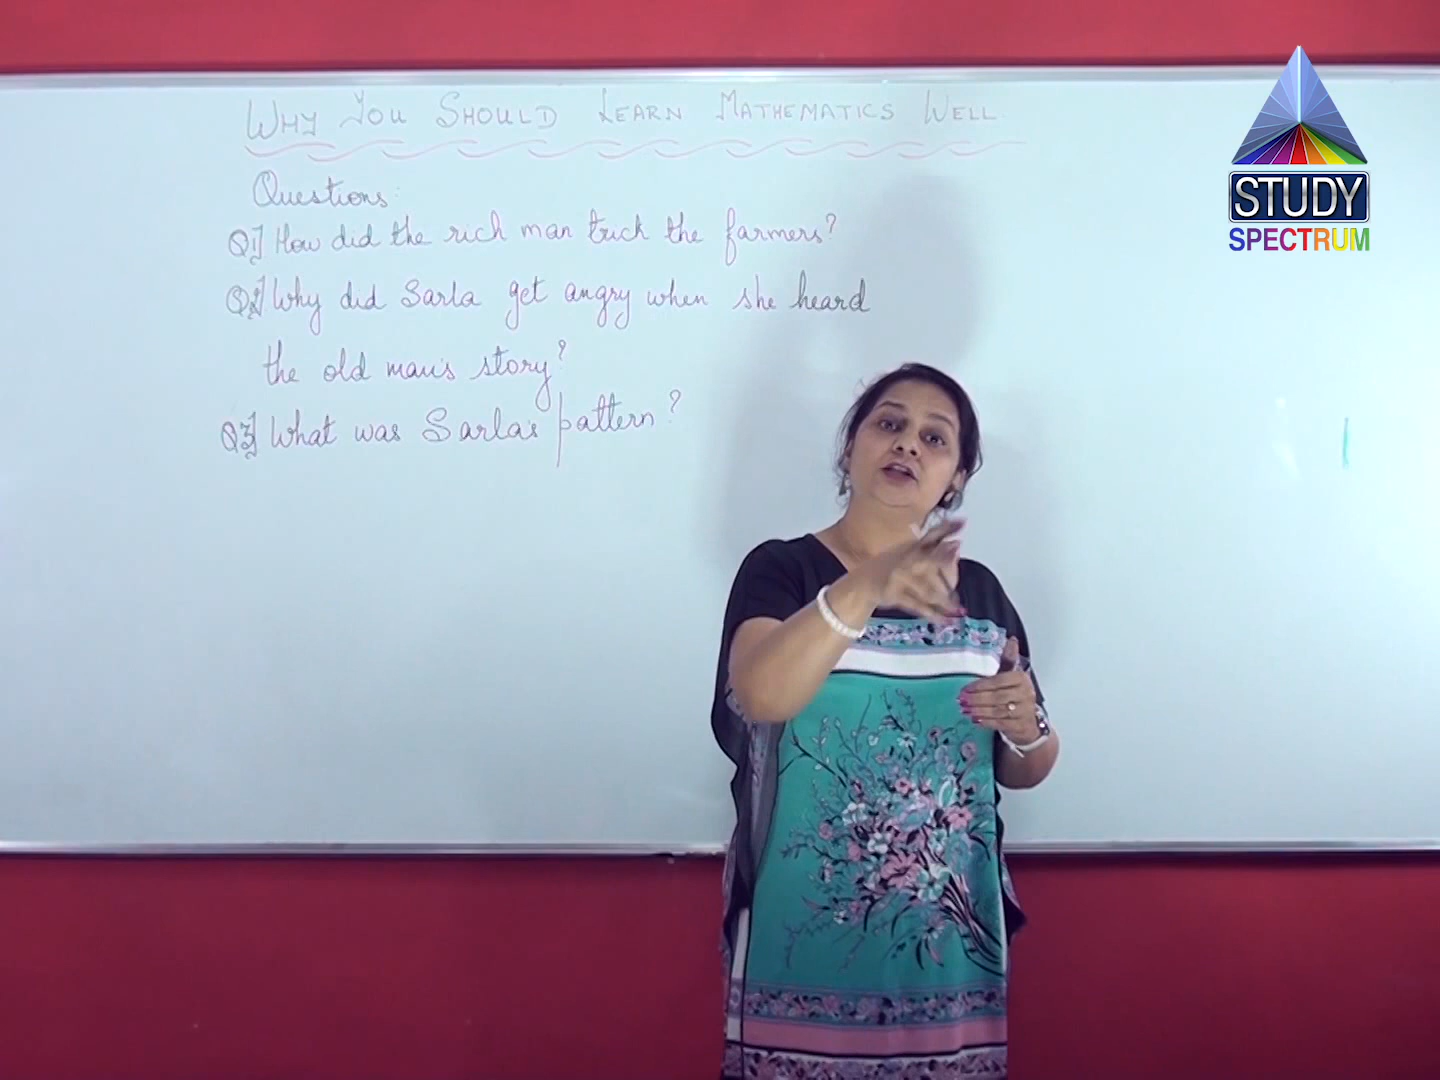 WHY YOU SHOULD LEARN MATHEMATICS WELL.
Questions:
Q1] How did the rich man trick the farmers?
Q2] Why did Sarla get angry when she heard
the old man's story?
Q3] What was Sarla's pattern?
STUDY
SPECTRUM